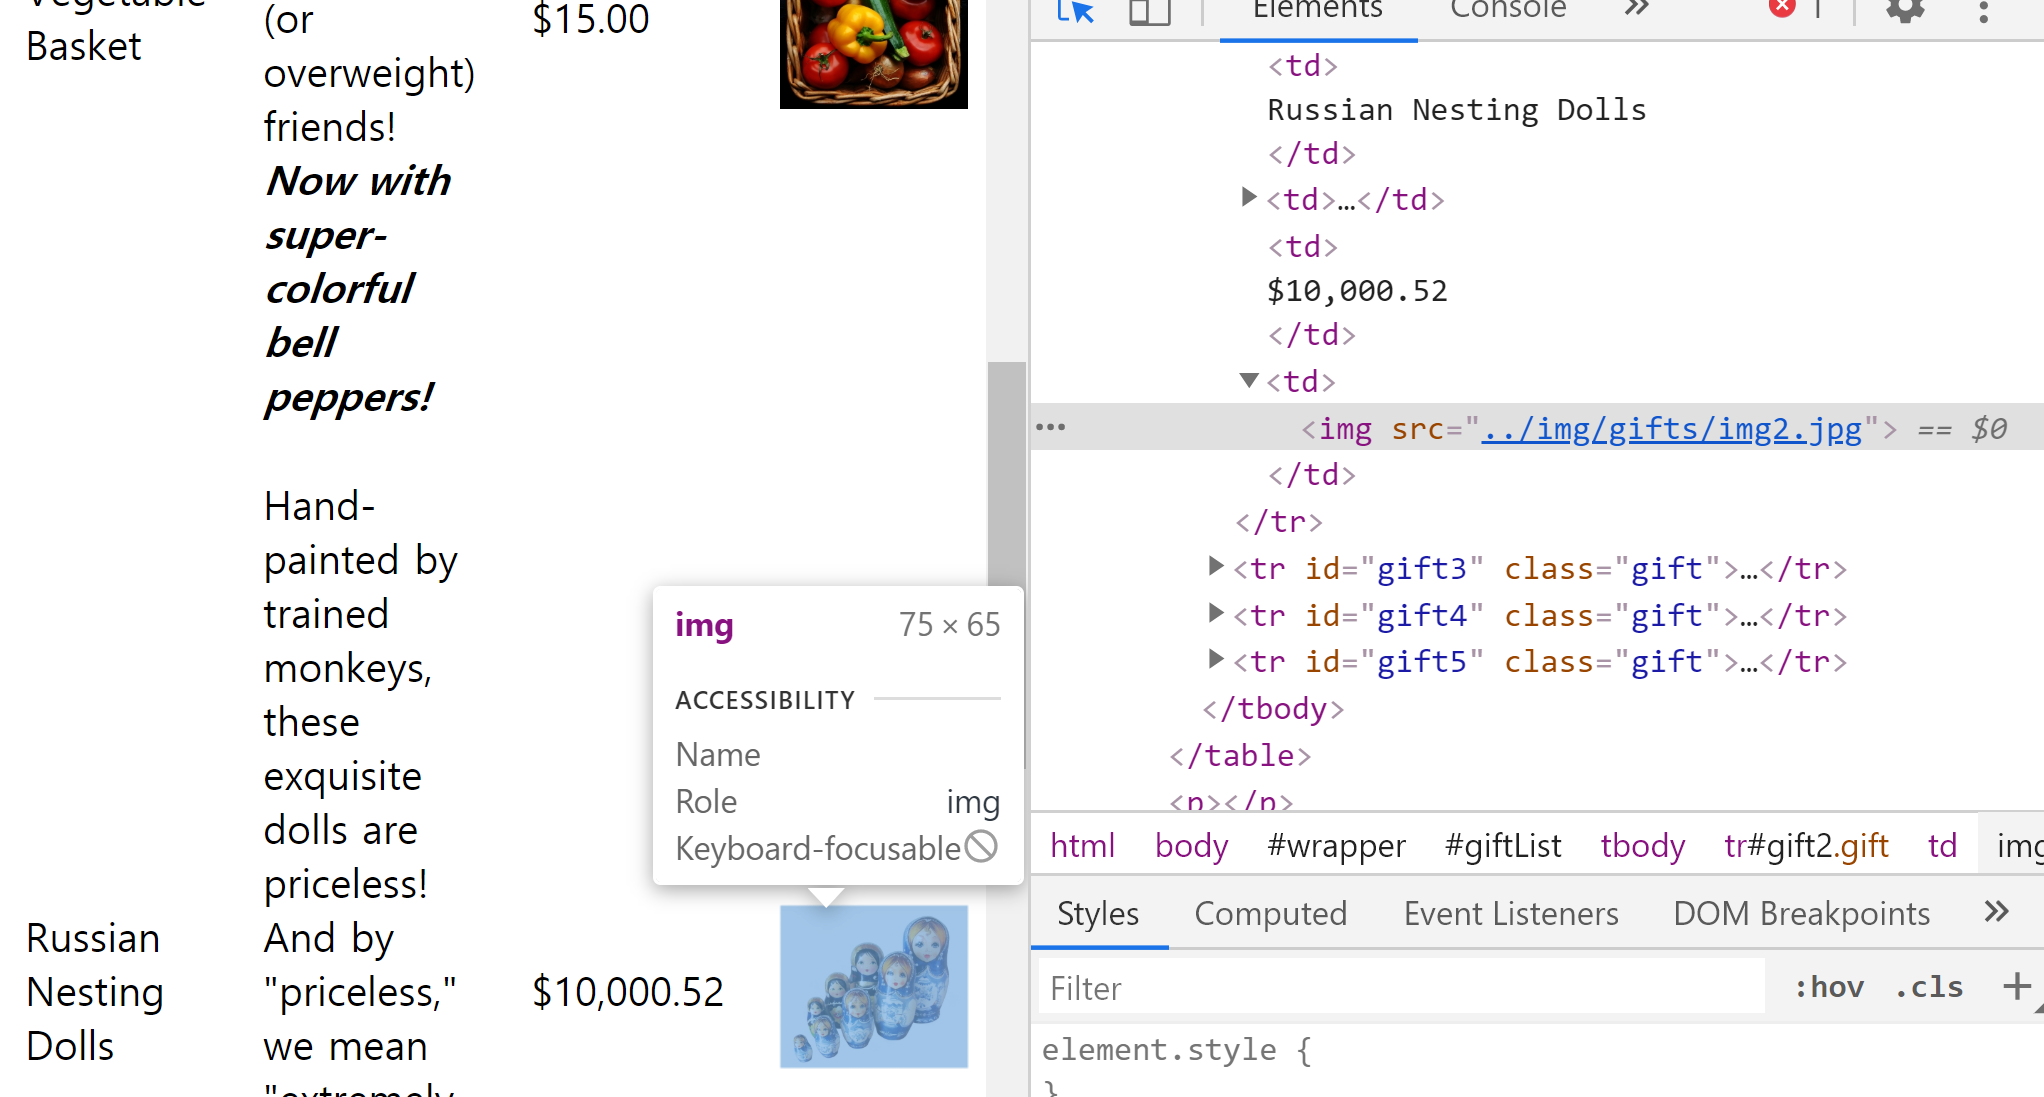 Vegetable
Basket
(or
overweight)
friends!
Now with
super-
colorful
bell
peppers!
$15.00
Russian
Nesting
Dolls
Hand-
painted by
trained
monkeys,
these
exquisite
dolls are
priceless!
And by
"priceless,"
we mean
"extremely
$10,000.52
img 75 × 65
ACCESSIBILITY
Name
Role img
Keyboard-focusable
Elements Console » 1
<td>
Russian Nesting Dolls
</td>
<td>…</td>
<td>
$10,000.52
</td>
<td>
<img src="../img/gifts/img2.jpg"> == $0
</td>
</tr>
<tr id="gift3" class="gift">…</tr>
<tr id="gift4" class="gift">…</tr>
<tr id="gift5" class="gift">…</tr>
</tbody>
</table>
<p></p>
html body #wrapper #giftList tbody tr#gift2.gift td img
Styles Computed Event Listeners DOM Breakpoints »
Filter :hov .cls +
element.style {
}